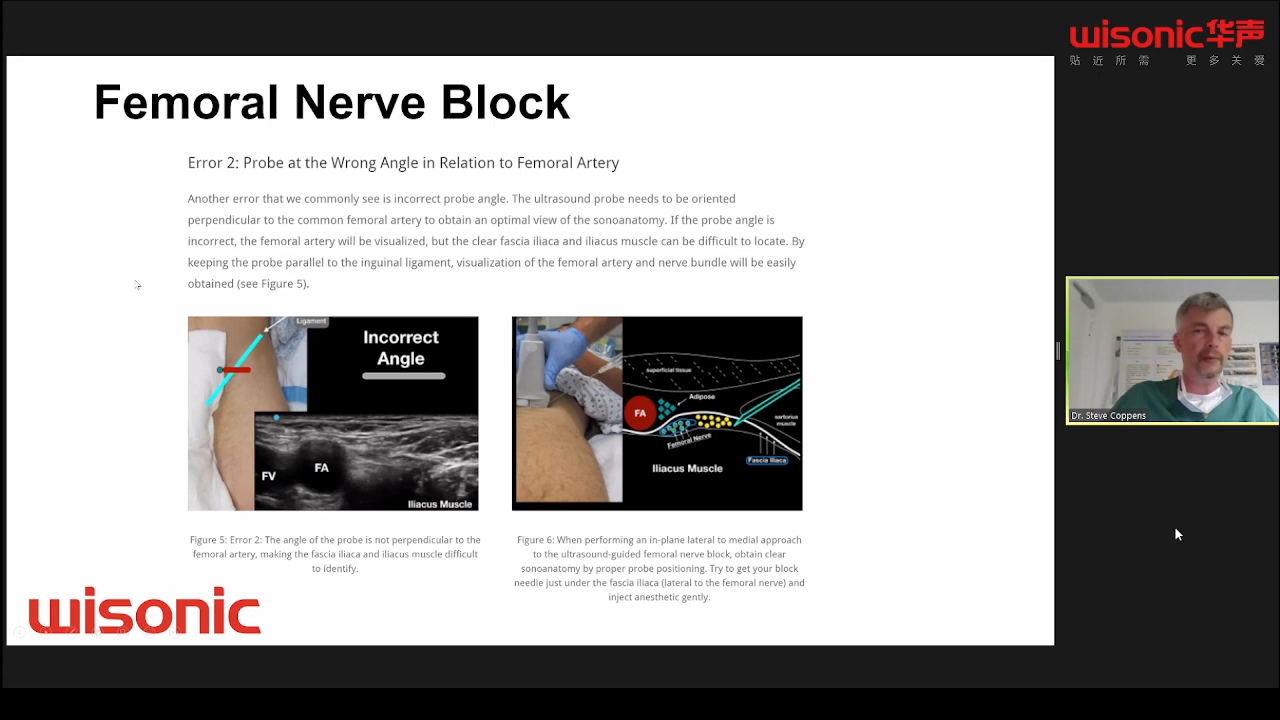 wisonic华声
贴近所需 更多关爱
Femoral Nerve Block
Error 2: Probe at the Wrong Angle in Relation to Femoral Artery
Another error that we commonly see is incorrect probe angle. The ultrasound probe needs to be oriented
perpendicular to the common femoral artery to obtain an optimal view of the sonoanatomy. If the probe angle is
incorrect, the femoral artery will be visualized, but the clear fascia iliaca and iliacus muscle can be difficult to locate. By
keeping the probe parallel to the inguinal ligament, visualization of the femoral artery and nerve bundle will be easily
obtained (see Figure 5).
Ligament
Incorrect
Angle
FV
FA
Iliacus Muscle
superficial tissue
Adipose
FA
sartorius
muscle
Femoral Nerve
Fascia Iliaca
Iliacus Muscle
Figure 5: Error 2: The angle of the probe is not perpendicular to the
femoral artery, making the fascia iliaca and iliacus muscle difficult
to identify.
Figure 6: When performing an in-plane lateral to medial approach
to the ultrasound-guided femoral nerve block, obtain clear
sonoanatomy by proper probe positioning. Try to get your block
needle just under the fascia iliaca (lateral to the femoral nerve) and
inject anesthetic gently.
wisonic
Dr. Steve Coppens